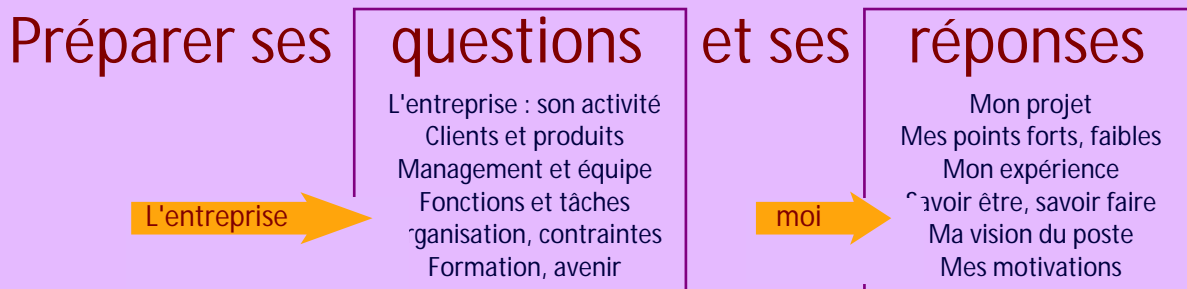 Préparer ses questions et ses réponses
L'entreprise : son activité
Clients et produits
Management et équipe
Fonctions et tâches
rganisation, contraintes
Formation, avenir
L'entreprise
Mon projet
Mes points forts, faibles
Mon expérience
Savoir être, savoir faire
Ma vision du poste
Mes motivations
moi